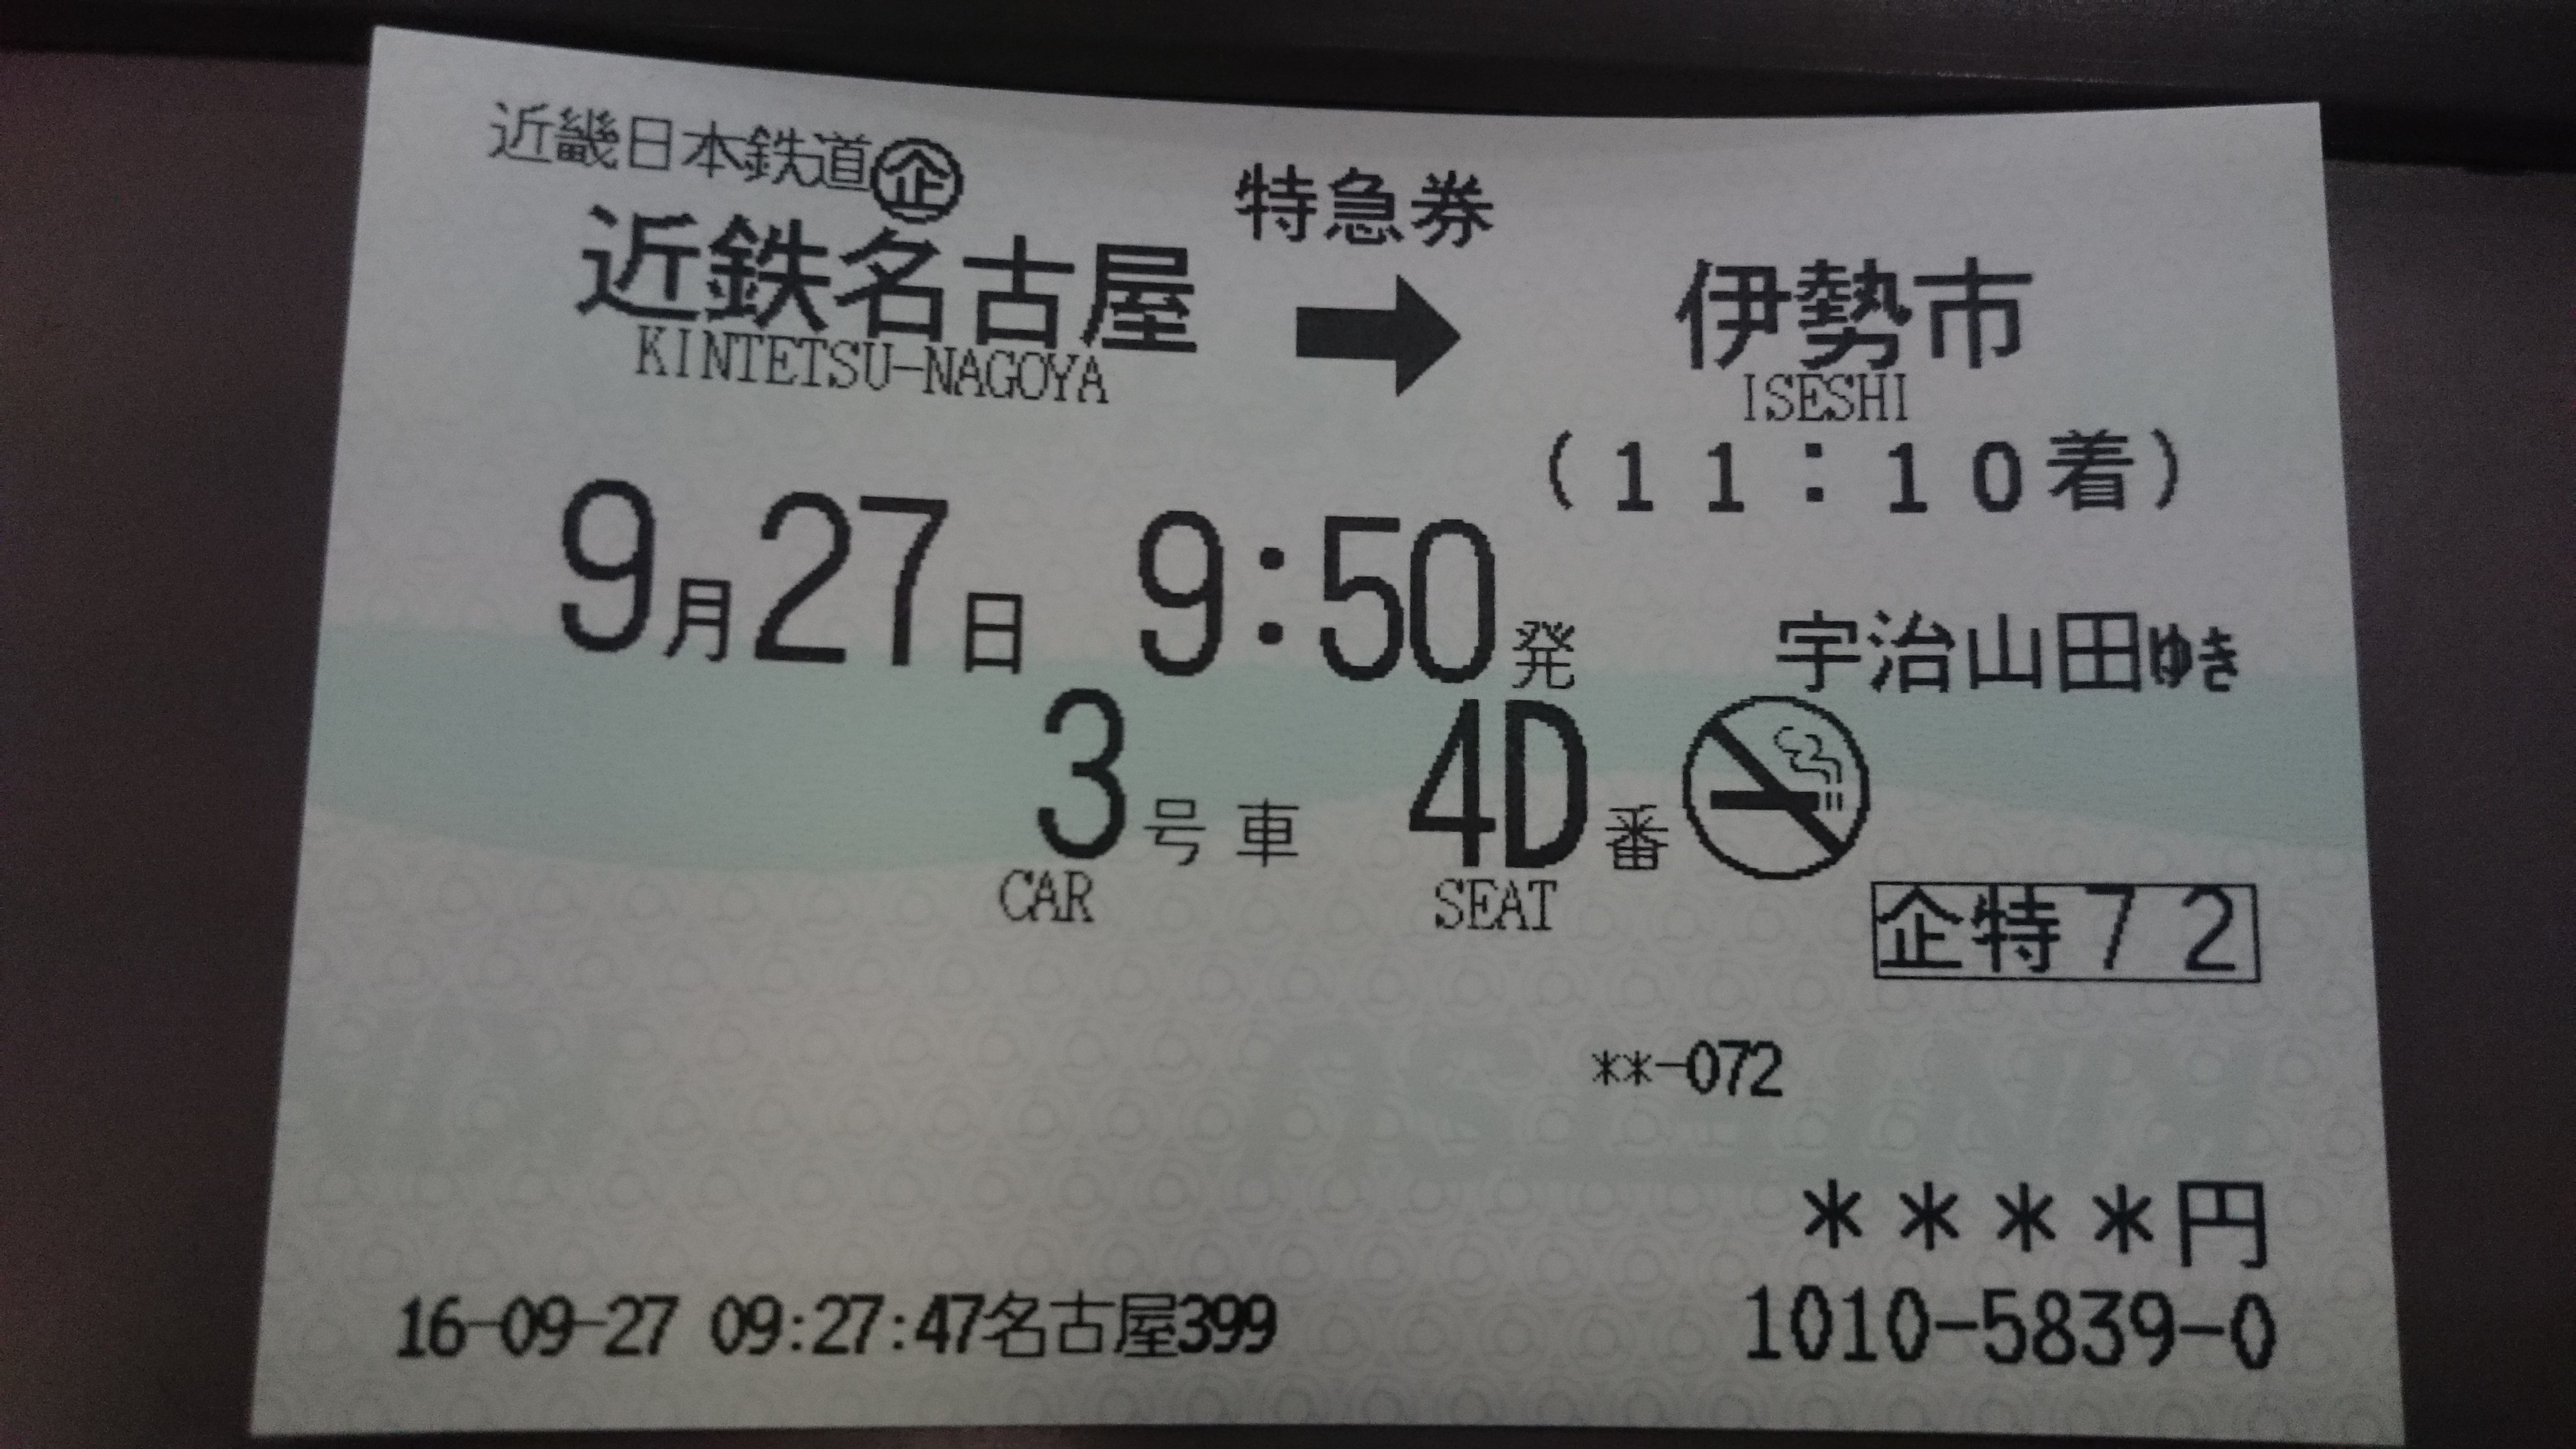 近畿日本鉄道㊭
特急券
近鉄名古屋 ➡ 伊勢市
KINTETSU-NAGOYA ISESHI
(11:10着)
9月27日 9:50発 宇治山田ゆき
3号車 4D番
CAR SEAT
企特72
**-072
****円
16-09-27 09:27:47名古屋399 1010-5839-0